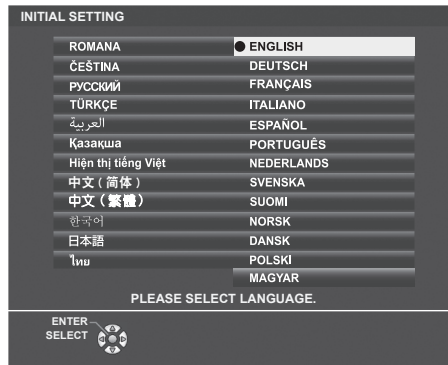 INITIAL SETTING
ROMANA
ČEŠTINA
РУССКИЙ
TÜRKÇE
العربية
Қазақша
Hiện thị tiếng Việt
中文 ( 简体 )
中文 ( 繁體 )
한국어
日本語
ไทย
ENGLISH
DEUTSCH
FRANÇAIS
ITALIANO
ESPAÑOL
PORTUGUÊS
NEDERLANDS
SVENSKA
SUOMI
NORSK
DANSK
POLSKI
MAGYAR
PLEASE SELECT LANGUAGE.
ENTER
SELECT